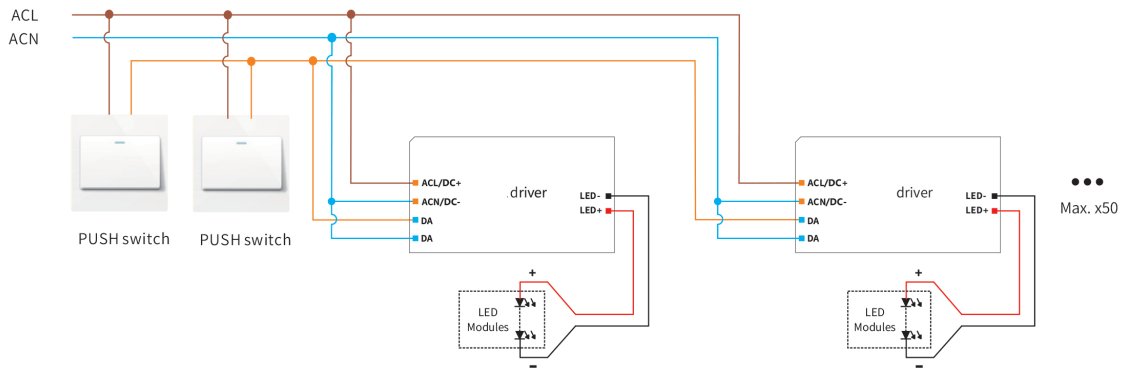 ACL
ACN
PUSH switch
PUSH switch
ACL/DC+
ACN/DC-
DA
DA
driver
LED-
LED+
+
LED
Modules
-
ACL/DC+
ACN/DC-
DA
DA
driver
LED-
LED+
+
LED
Modules
-
•••
Max. x50